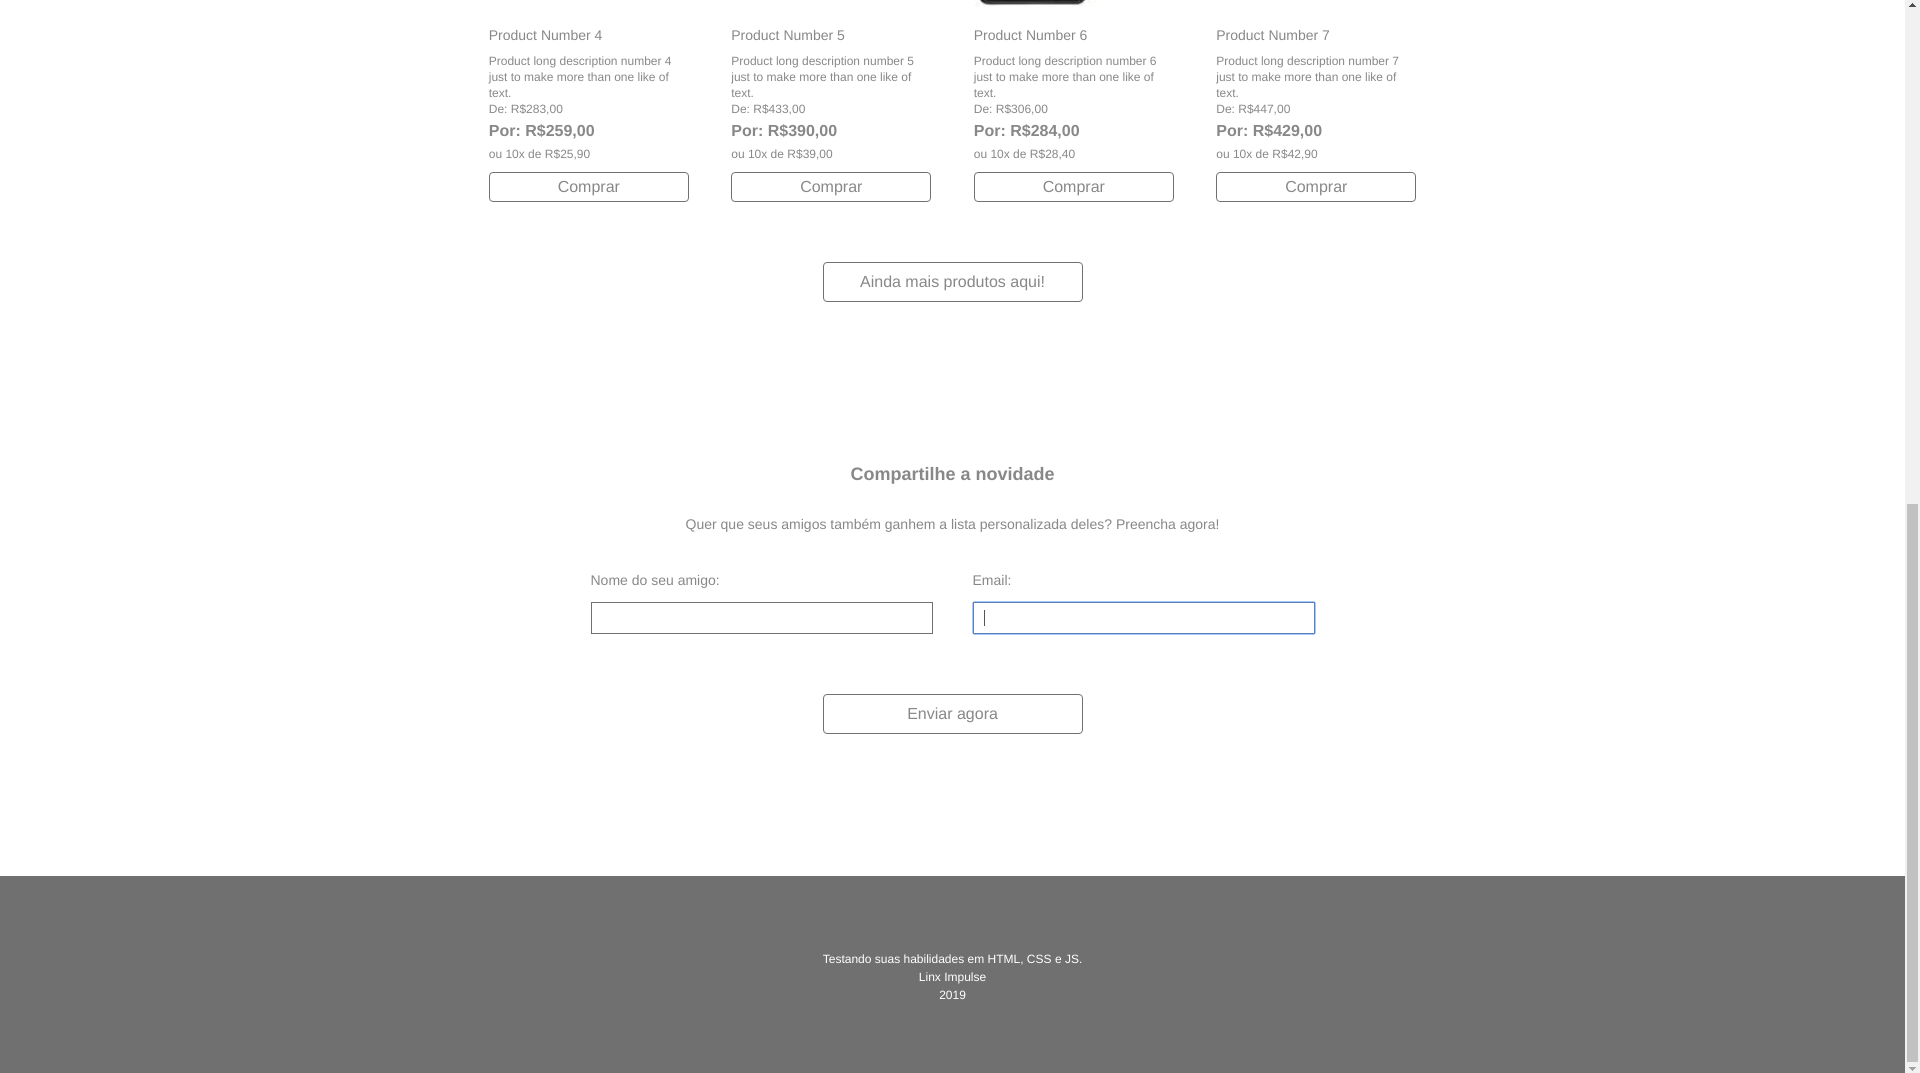 Product Number 4
Product long description number 4
just to make more than one like of
text.
De: R$283,00
Por: R$259,00
ou 10x de R$25,90
Comprar
Product Number 5
Product long description number 5
just to make more than one like of
text.
De: R$433,00
Por: R$390,00
ou 10x de R$39,00
Comprar
Product Number 6
Product long description number 6
just to make more than one like of
text.
De: R$306,00
Por: R$284,00
ou 10x de R$28,40
Comprar
Product Number 7
Product long description number 7
just to make more than one like of
text.
De: R$447,00
Por: R$429,00
ou 10x de R$42,90
Comprar
Ainda mais produtos aqui!
Compartilhe a novidade
Quer que seus amigos também ganhem a lista personalizada deles? Preencha agora!
Nome do seu amigo:
Email:
Enviar agora
Testando suas habilidades em HTML, CSS e JS.
Linx Impulse
2019